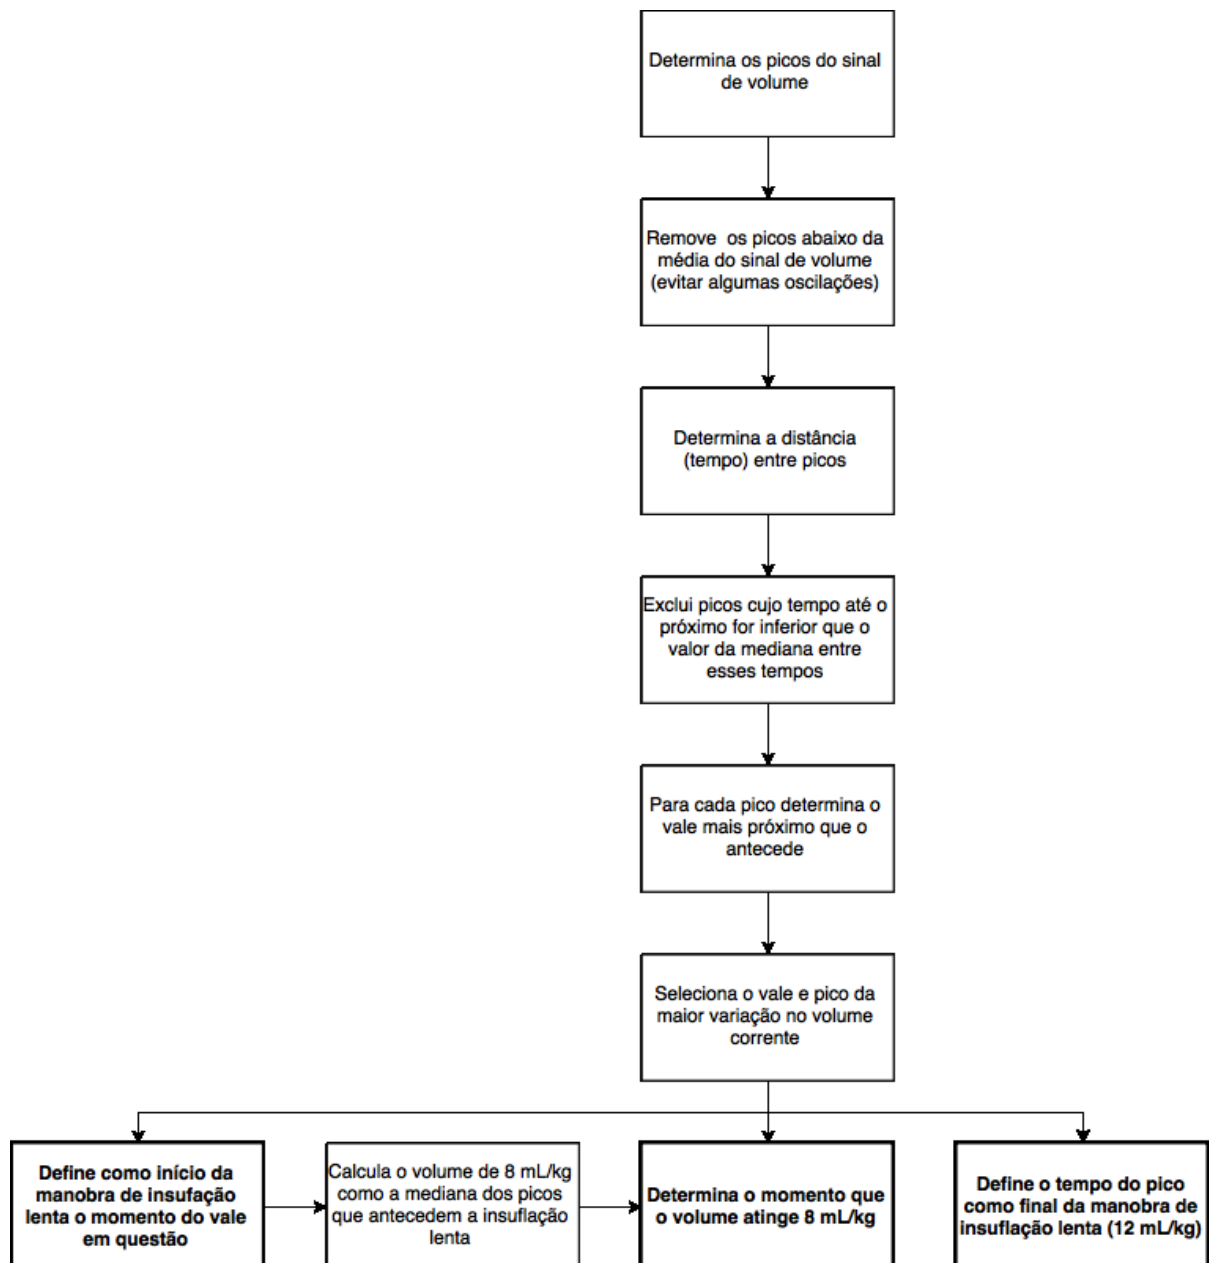 Determina os picos do sinal
de volume
Remove  os picos abaixo da
média do sinal de volume
(evitar algumas oscilações)
Determina a distância
(tempo) entre picos
Exclui picos cujo tempo até o
próximo for inferior que o
valor da mediana entre
esses tempos
Para cada pico determina o
vale mais próximo que o
antecede
Seleciona o vale e pico da
maior variação no volume
corrente
Define como início da
manobra de insufação
lenta o momento do vale
em questão
Calcula o volume de 8 mL/kg
como a mediana dos picos
que antecedem a insuflação
lenta
Determina o momento que
o volume atinge 8 mL/kg
Define o tempo do pico
como final da manobra de
insuflação lenta (12 mL/kg)